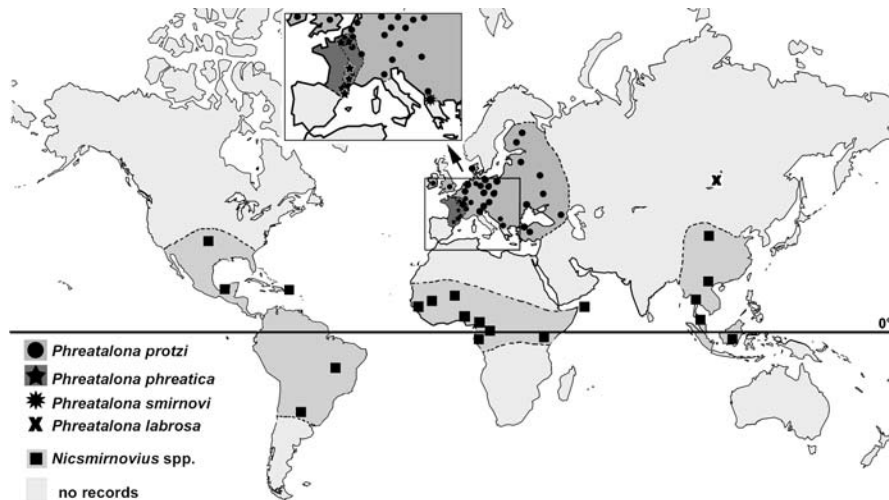 0°
Phreatalona protzi
Phreatalona phreatica
Phreatalona smirnovi
Phreatalona labrosa
Nicsmirnovius spp.
no records